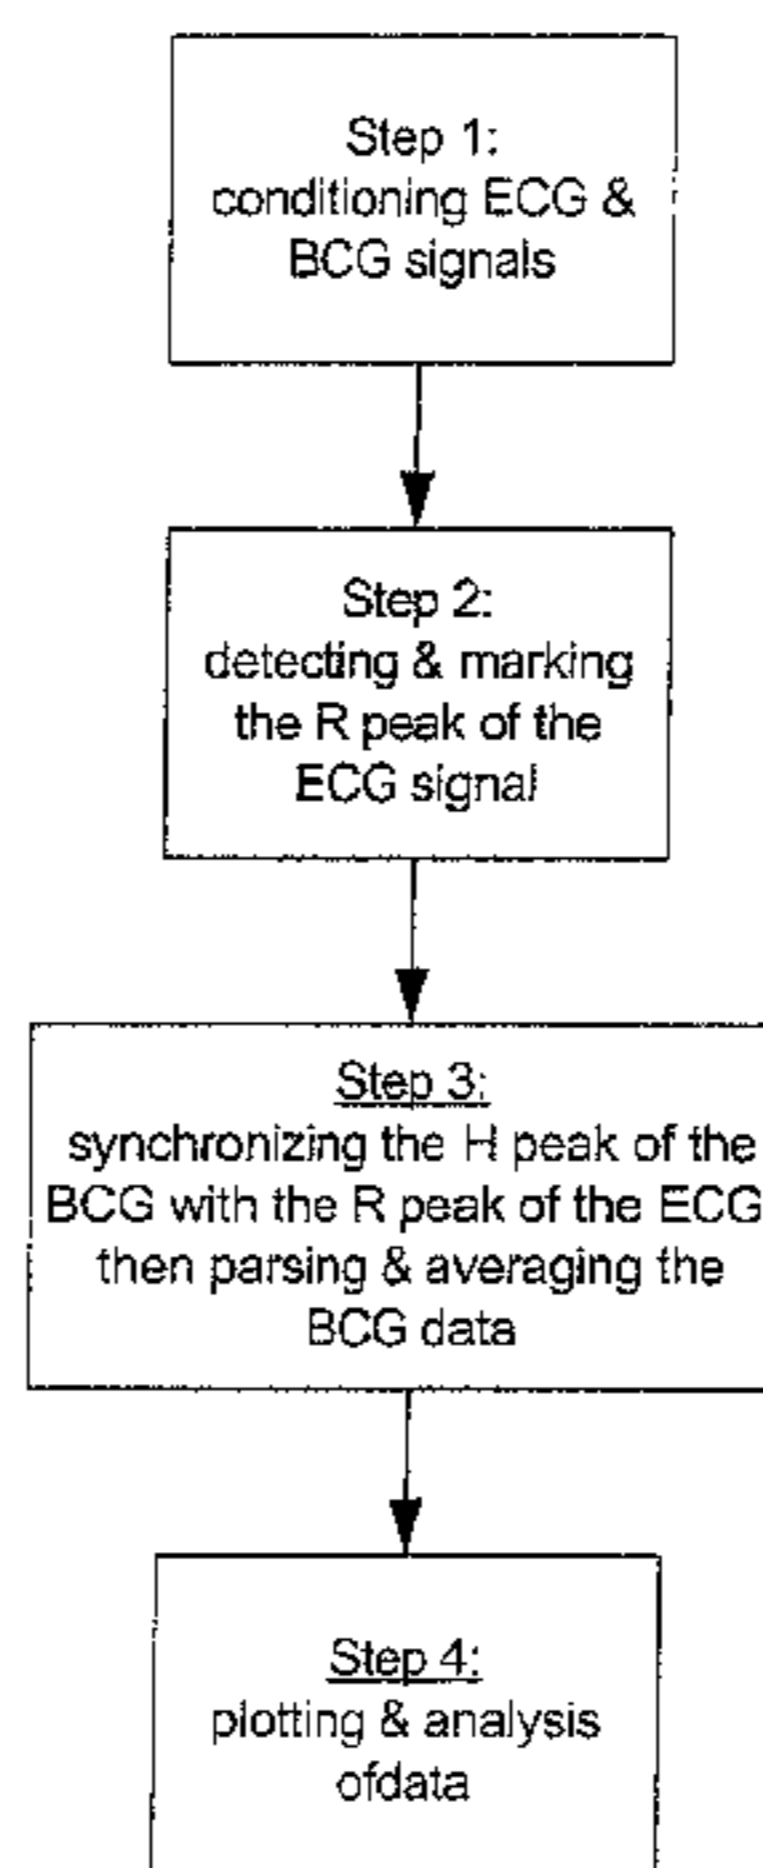 Step 1:
conditioning ECG &
BCG signals
Step 2:
detecting & marking
the R peak of the
ECG signal
Step 3:
synchronizing the H peak of the
BCG with the R peak of the ECG
then parsing & averaging the
BCG data
Step 4:
plotting & analysis
ofdata